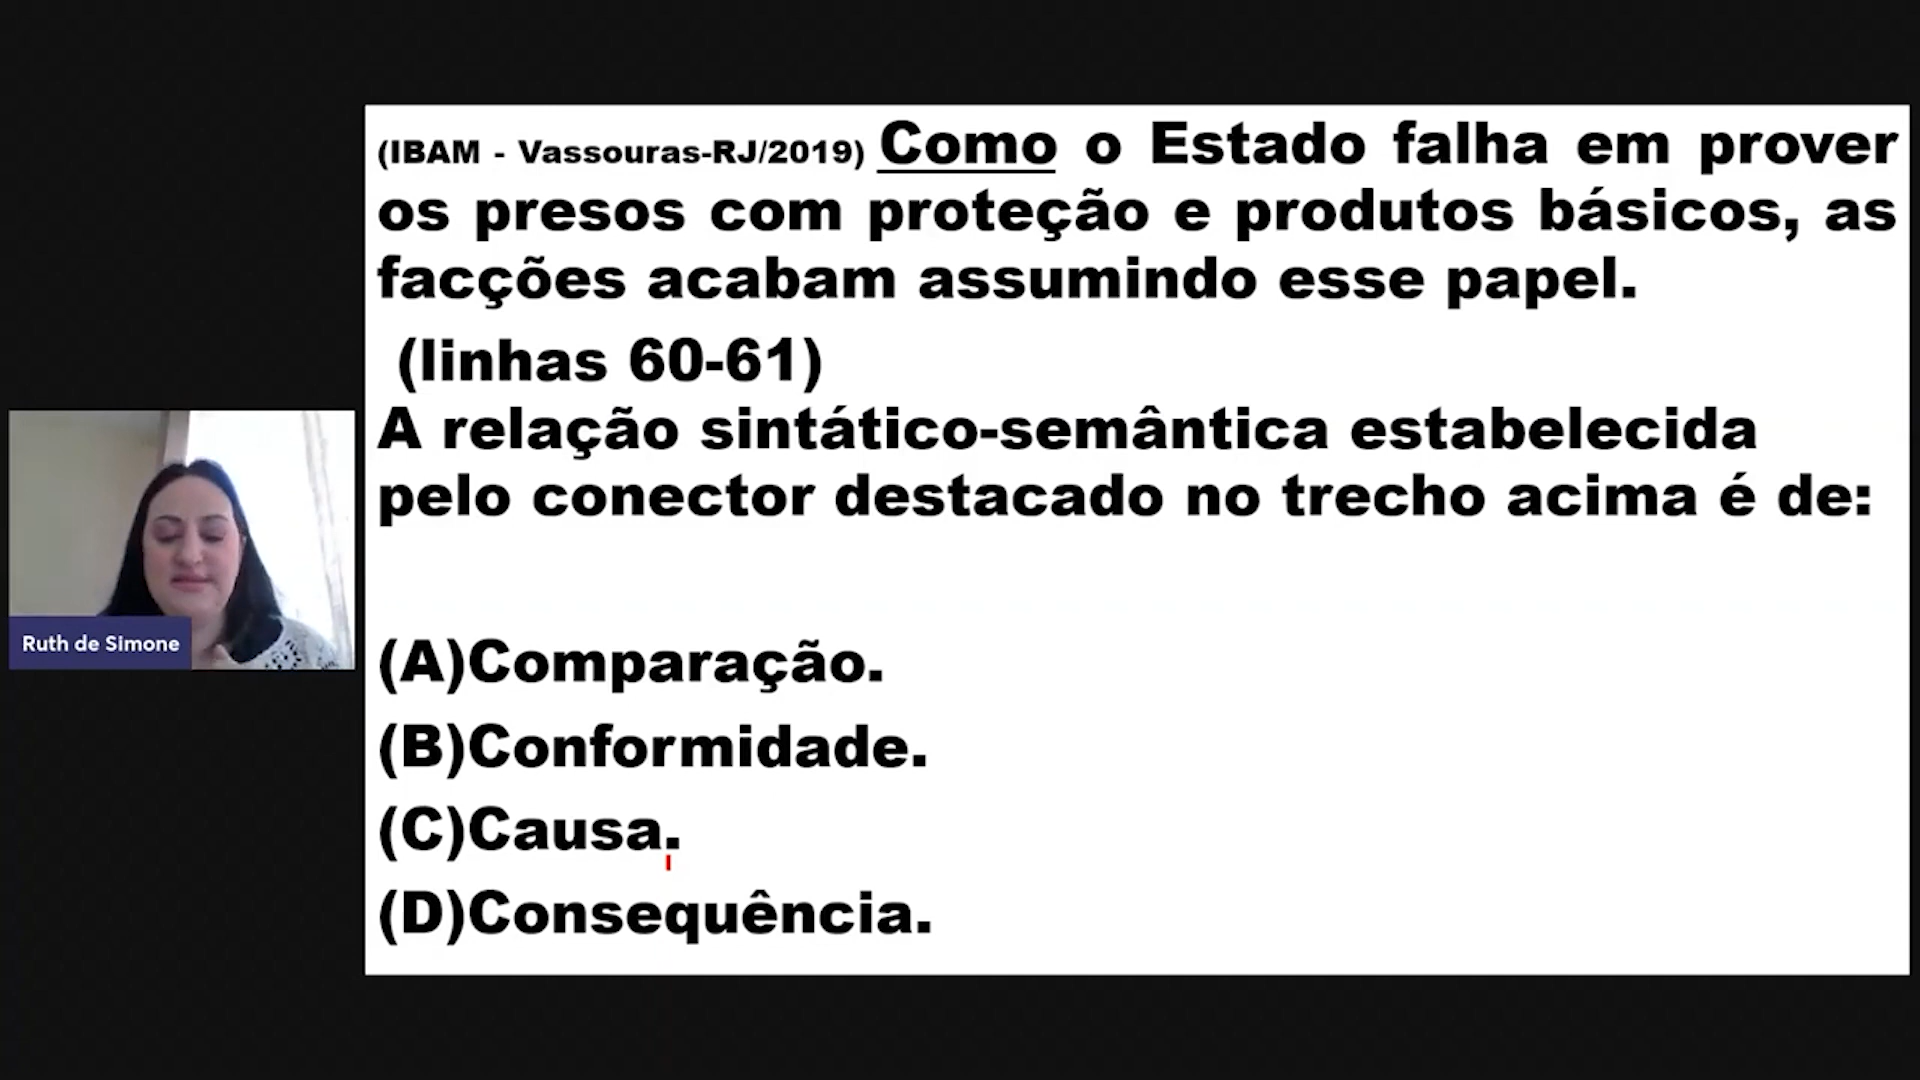 (IBAM - Vassouras-RJ/2019) Como o Estado falha em prover
os presos com proteção e produtos básicos, as
facções acabam assumindo esse papel.
(linhas 60-61)
A relação sintático-semântica estabelecida
pelo conector destacado no trecho acima é de:
Ruth de Simone
(A)Comparação.
(B)Conformidade.
(C)Causa.
(D)Consequência.